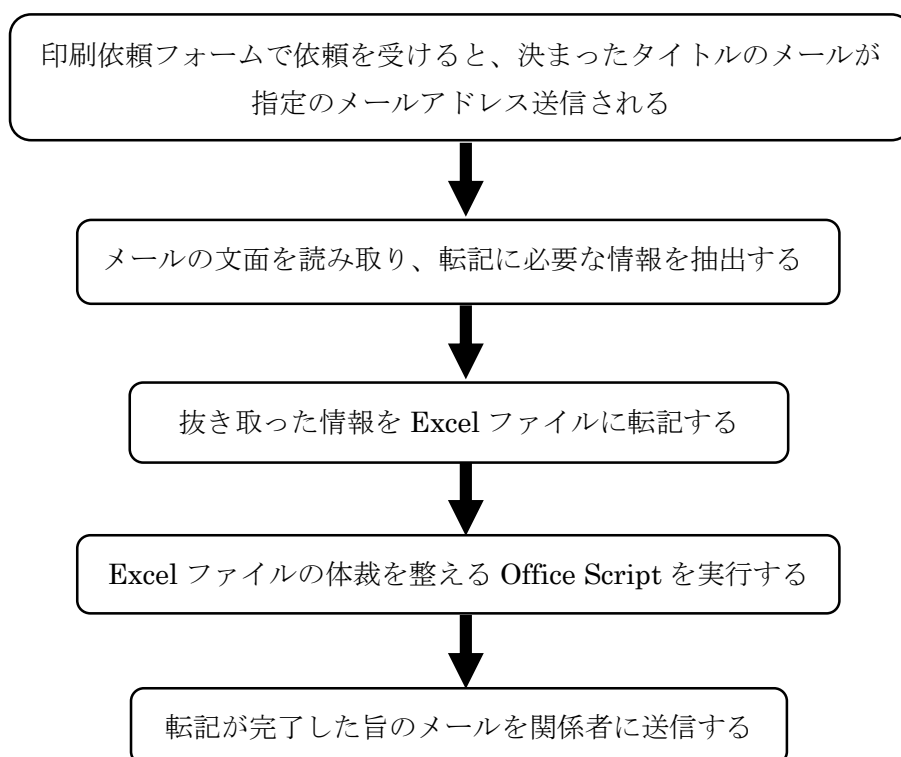 印刷依頼フォームで依頼を受けると、決まったタイトルのメールが
指定のメールアドレス送信される
メールの文面を読み取り、転記に必要な情報を抽出する
抜き取った情報を Excel ファイルに転記する
Excel ファイルの体裁を整える Office Script を実行する
転記が完了した旨のメールを関係者に送信する